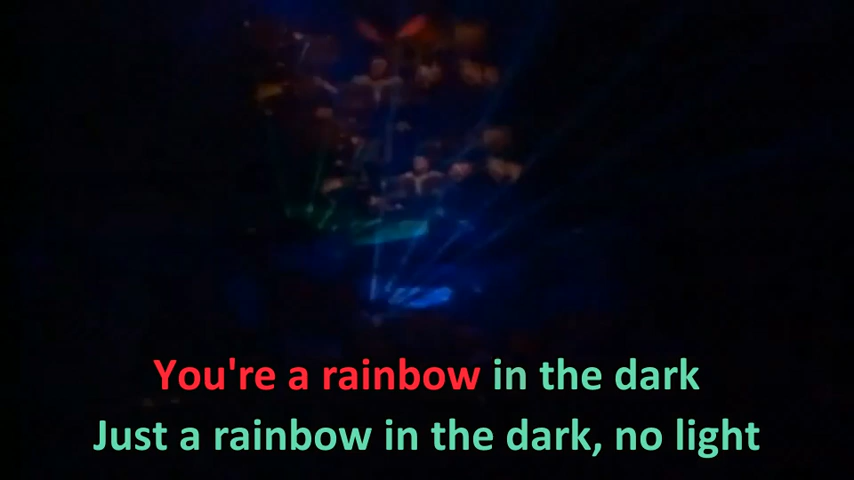 You're a rainbow in the dark
Just a rainbow in the dark, no light